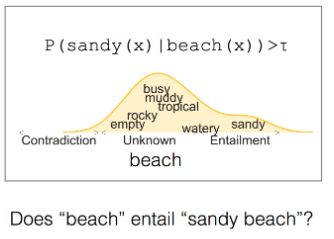 P(sandy(x)|beach(x))>τ
busy
muddy
tropical
rocky
empty
watery sandy
Contradiction Unknown Entailment
beach
Does “beach” entail “sandy beach”?